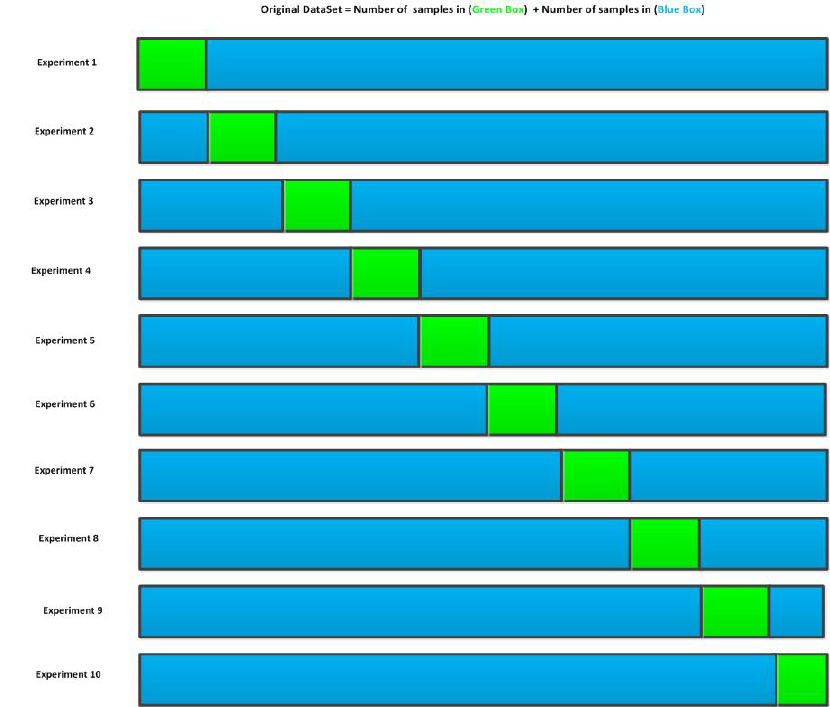 Original DataSet = Number of samples in (Green Box) + Number of samples in (Blue Box)
Experiment 1
Experiment 2
Experiment 3
Experiment 4
Experiment 5
Experiment 6
Experiment 7
Experiment 8
Experiment 9
Experiment 10